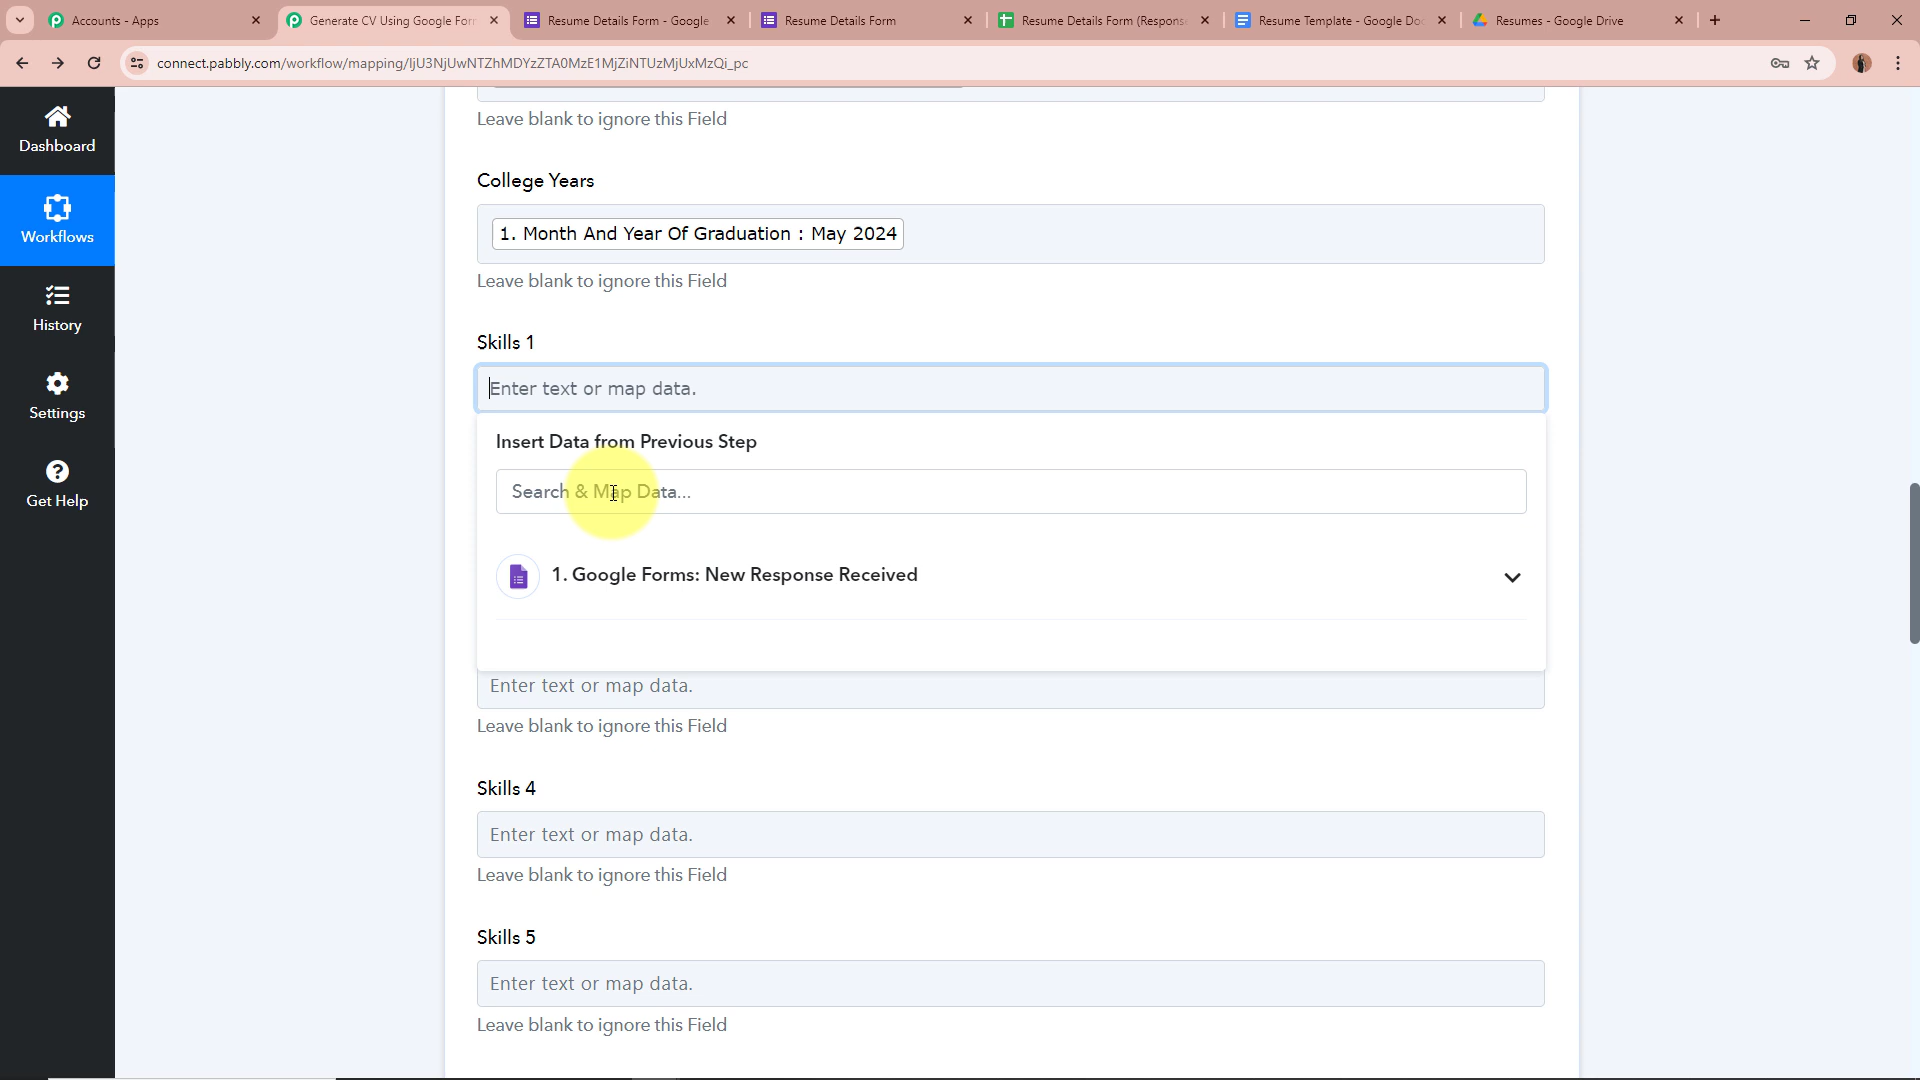 Accounts - Apps
Generate CV Using Google Form
Resume Details Form - Google
Resume Details Form
Resume Details Form (Response
Resume Template - Google Doc
Resumes - Google Drive
connect.pabbly.com/workflow/mapping/IjU3NjUwNTZhMDYzZTA0MzE1MjZiNTUzMjUxMzQi_pc
Dashboard
Workflows
History
Settings
Get Help
Leave blank to ignore this Field
College Years
1. Month And Year Of Graduation : May 2024
Leave blank to ignore this Field
Skills 1
Enter text or map data.
Insert Data from Previous Step
Search & Map Data...
1. Google Forms: New Response Received
Enter text or map data.
Leave blank to ignore this Field
Skills 4
Enter text or map data.
Leave blank to ignore this Field
Skills 5
Enter text or map data.
Leave blank to ignore this Field